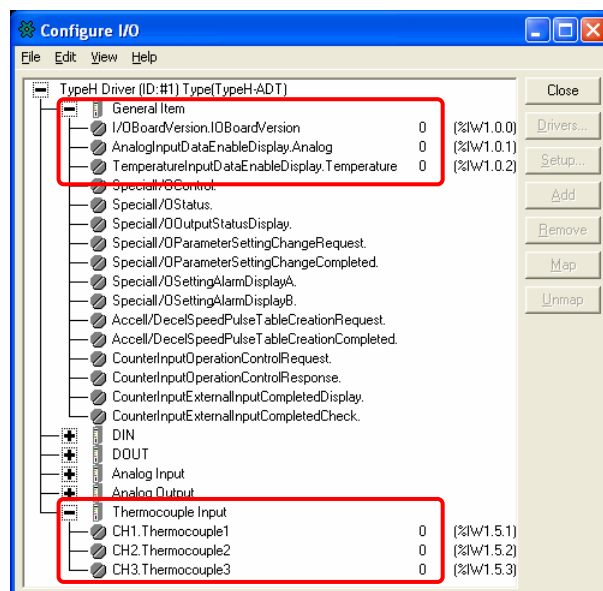 Configure I/O
File Edit View Help
TypeH Driver (ID:#1) Type(TypeH-ADT)
General Item
I/OBoardVersion.IOBoardVersion 0 (%IW1.0.0)
AnalogInputDataEnableDisplay.Analog 0 (%IW1.0.1)
TemperatureInputDataEnableDisplay.Temperature 0 (%IW1.0.2)
SpecialI/OControl.
SpecialI/OStatus.
SpecialI/OOutputStatusDisplay.
SpecialI/OParameterSettingChangeRequest.
SpecialI/OParameterSettingChangeCompleted.
SpecialI/OSettingAlarmDisplayA.
SpecialI/OSettingAlarmDisplayB.
Accell/DecelSpeedPulseTableCreationRequest.
Accell/DecelSpeedPulseTableCreationCompleted.
CounterInputOperationControlRequest.
CounterInputOperationControlResponse.
CounterInputExternalInputCompletedDisplay.
CounterInputExternalInputCompletedCheck.
DIN
DOUT
Analog Input
Analog Output
Thermocouple Input
CH1.Thermocouple1 0 (%IW1.5.1)
CH2.Thermocouple2 0 (%IW1.5.2)
CH3.Thermocouple3 0 (%IW1.5.3)
Close
Drivers...
Setup...
Add
Remove
Map
Unmap